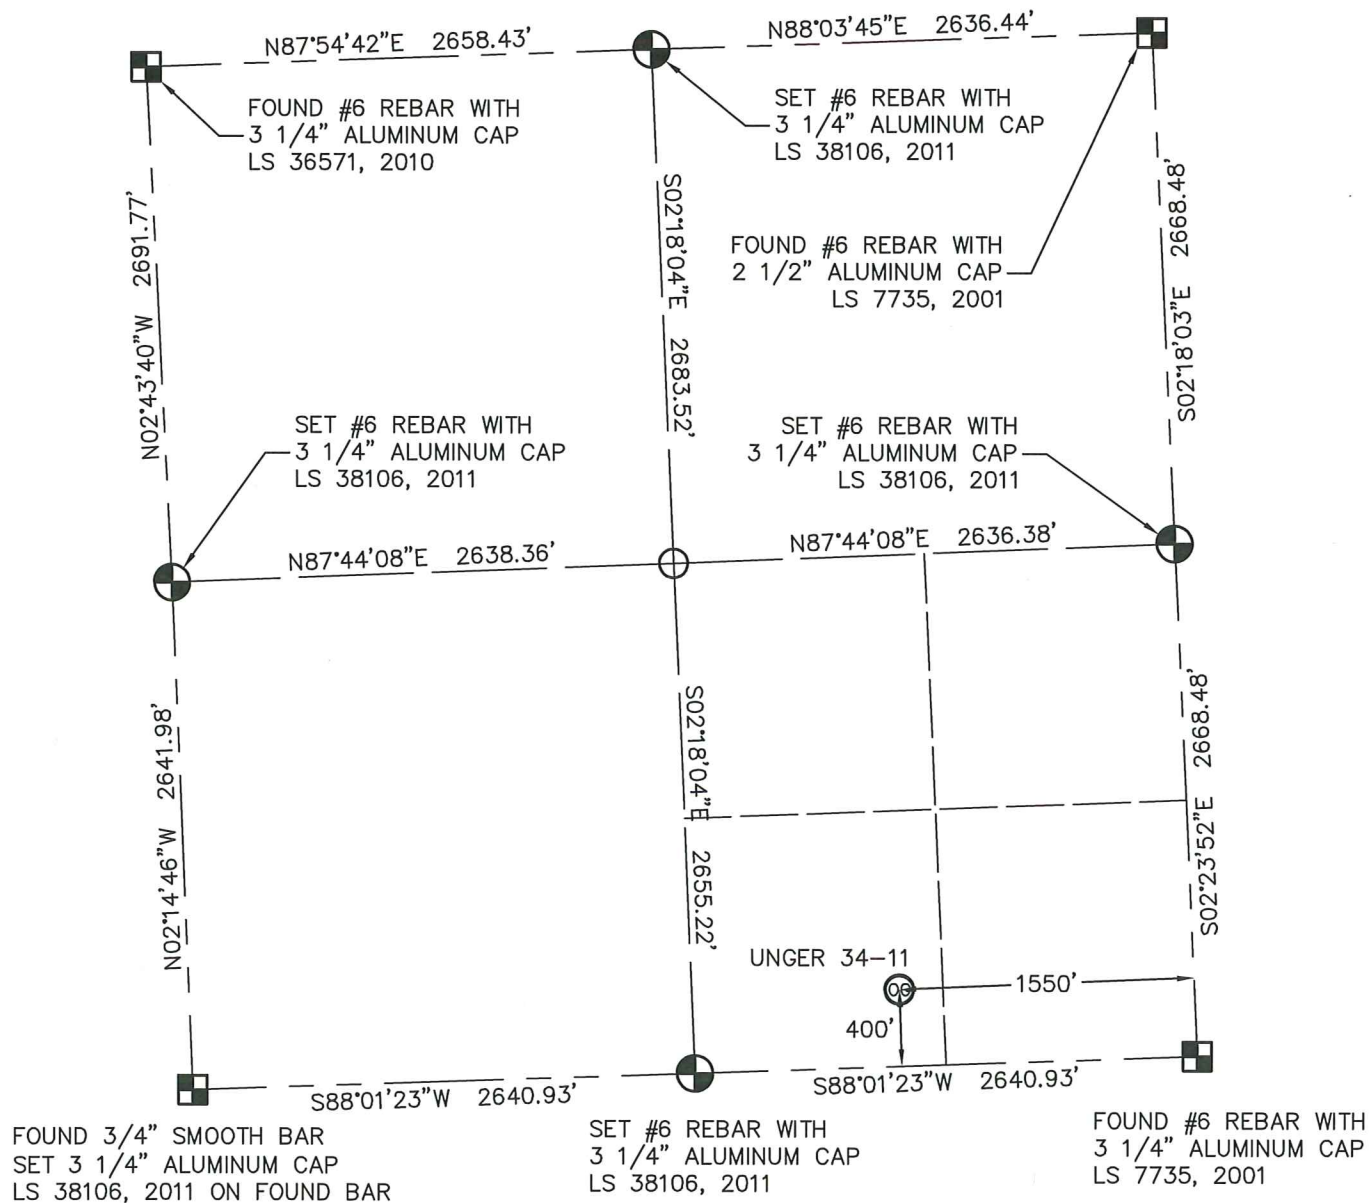 N87°54'42"E 2658.43'
N88°03'45"E 2636.44'
FOUND #6 REBAR WITH
3 1/4" ALUMINUM CAP
LS 36571, 2010
SET #6 REBAR WITH
3 1/4" ALUMINUM CAP
LS 38106, 2011
N02°43'40"W 2691.77'
S02°18'04"E 2683.52'
S02°18'03"E 2668.48'
FOUND #6 REBAR WITH
2 1/2" ALUMINUM CAP
LS 7735, 2001
SET #6 REBAR WITH
3 1/4" ALUMINUM CAP
LS 38106, 2011
SET #6 REBAR WITH
3 1/4" ALUMINUM CAP
LS 38106, 2011
N87°44'08"E 2638.36'
N87°44'08"E 2636.38'
N02°14'46"W 2641.98'
S02°18'04"E 2655.22'
S02°23'52"E 2668.48'
UNGER 34-11
1550'
400'
S88°01'23"W 2640.93'
S88°01'23"W 2640.93'
FOUND 3/4" SMOOTH BAR
SET 3 1/4" ALUMINUM CAP
LS 38106, 2011 ON FOUND BAR
SET #6 REBAR WITH
3 1/4" ALUMINUM CAP
LS 38106, 2011
FOUND #6 REBAR WITH
3 1/4" ALUMINUM CAP
LS 7735, 2001